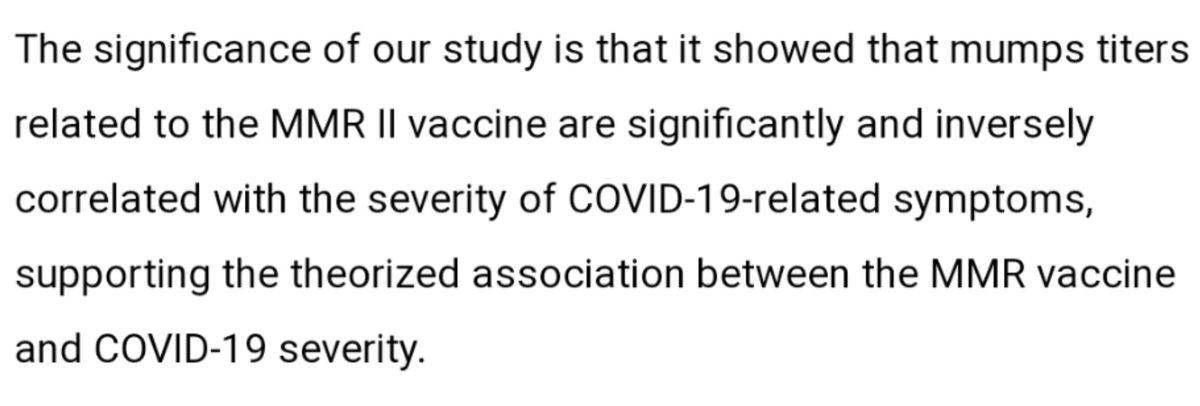 The significance of our study is that it showed that mumps titers
related to the MMR II vaccine are significantly and inversely
correlated with the severity of COVID-19-related symptoms,
supporting the theorized association between the MMR vaccine
and COVID-19 severity.